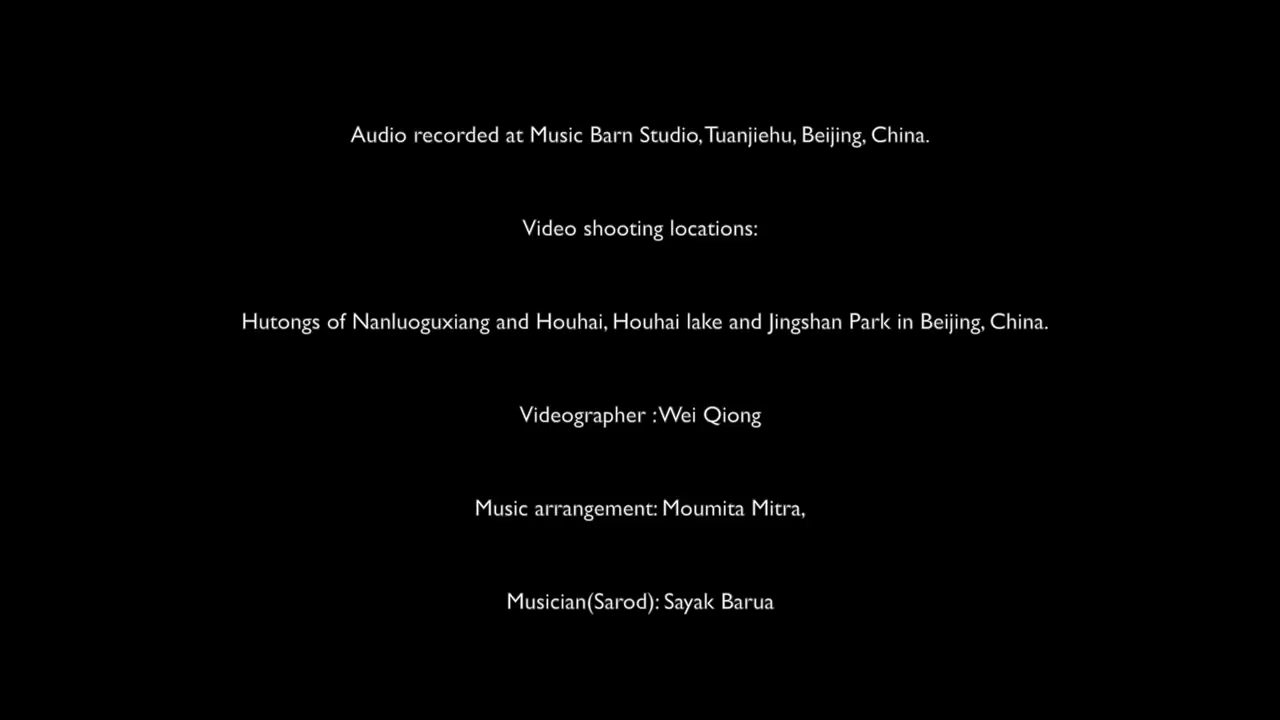 Audio recorded at Music Barn Studio, Tuanjiehu, Beijing, China.
Video shooting locations:
Hutongs of Nanluoguxiang and Houhai, Houhai lake and Jingshan Park in Beijing, China.
Videographer : Wei Qiong
Music arrangement: Moumita Mitra,
Musician(Sarod): Sayak Barua